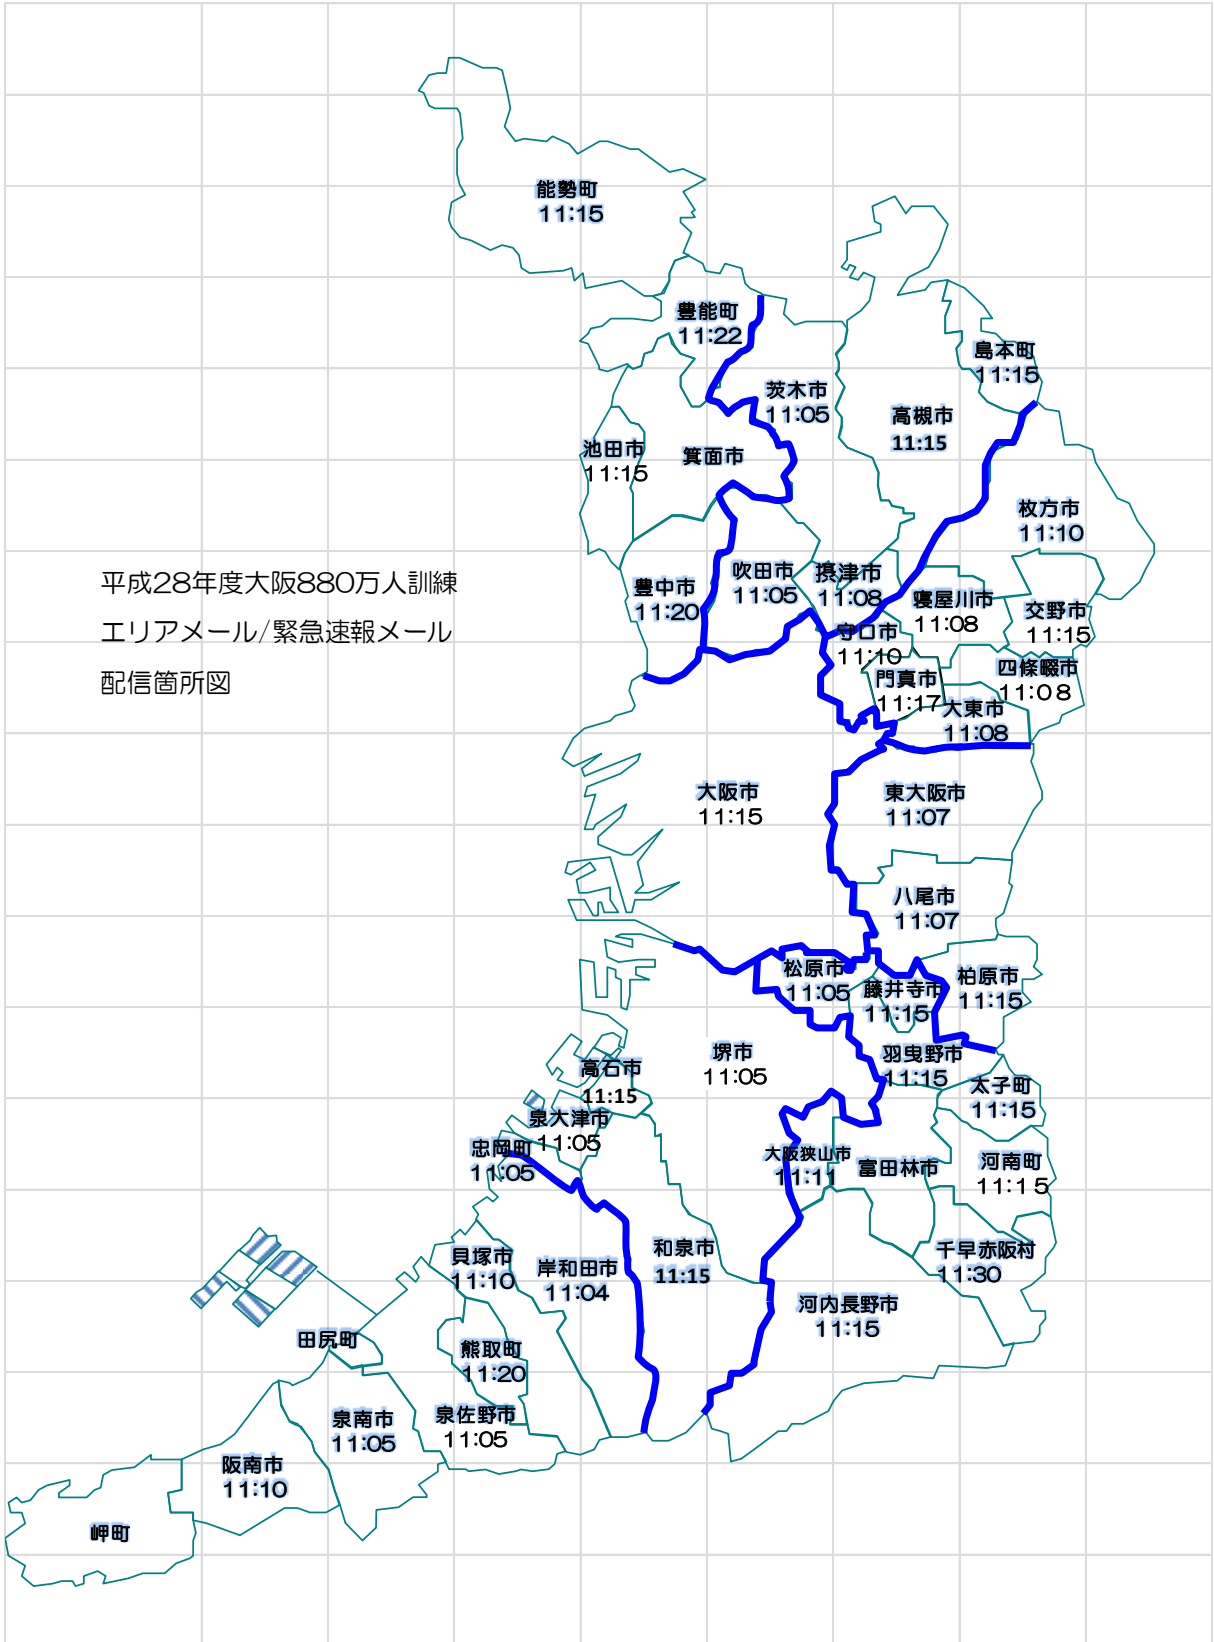 能勢町
11:15
豊能町
11:22
島本町
11:15
茨木市
11:05
高槻市
11:15
池田市
11:15
箕面市
枚方市
11:10
平成28年度大阪880万人訓練
エリアメール/緊急速報メール
配信箇所図
豊中市
11:20
吹田市
11:05
摂津市
11:08
寝屋川市
11:08
交野市
11:15
守口市
11:10
門真市
11:17
四條畷市
11:08
大東市
11:08
大阪市
11:15
東大阪市
11:07
八尾市
11:07
松原市
11:05
藤井寺市
11:15
柏原市
11:15
堺市
11:05
羽曳野市
11:15
高石市
11:15
太子町
11:15
泉大津市
11:05
忠岡町
11:05
大阪狭山市
11:11
富田林市
河南町
11:15
貝塚市
11:10
岸和田市
11:04
和泉市
11:15
千早赤阪村
11:30
河内長野市
11:15
田尻町
熊取町
11:20
泉佐野市
11:05
泉南市
11:05
阪南市
11:10
岬町